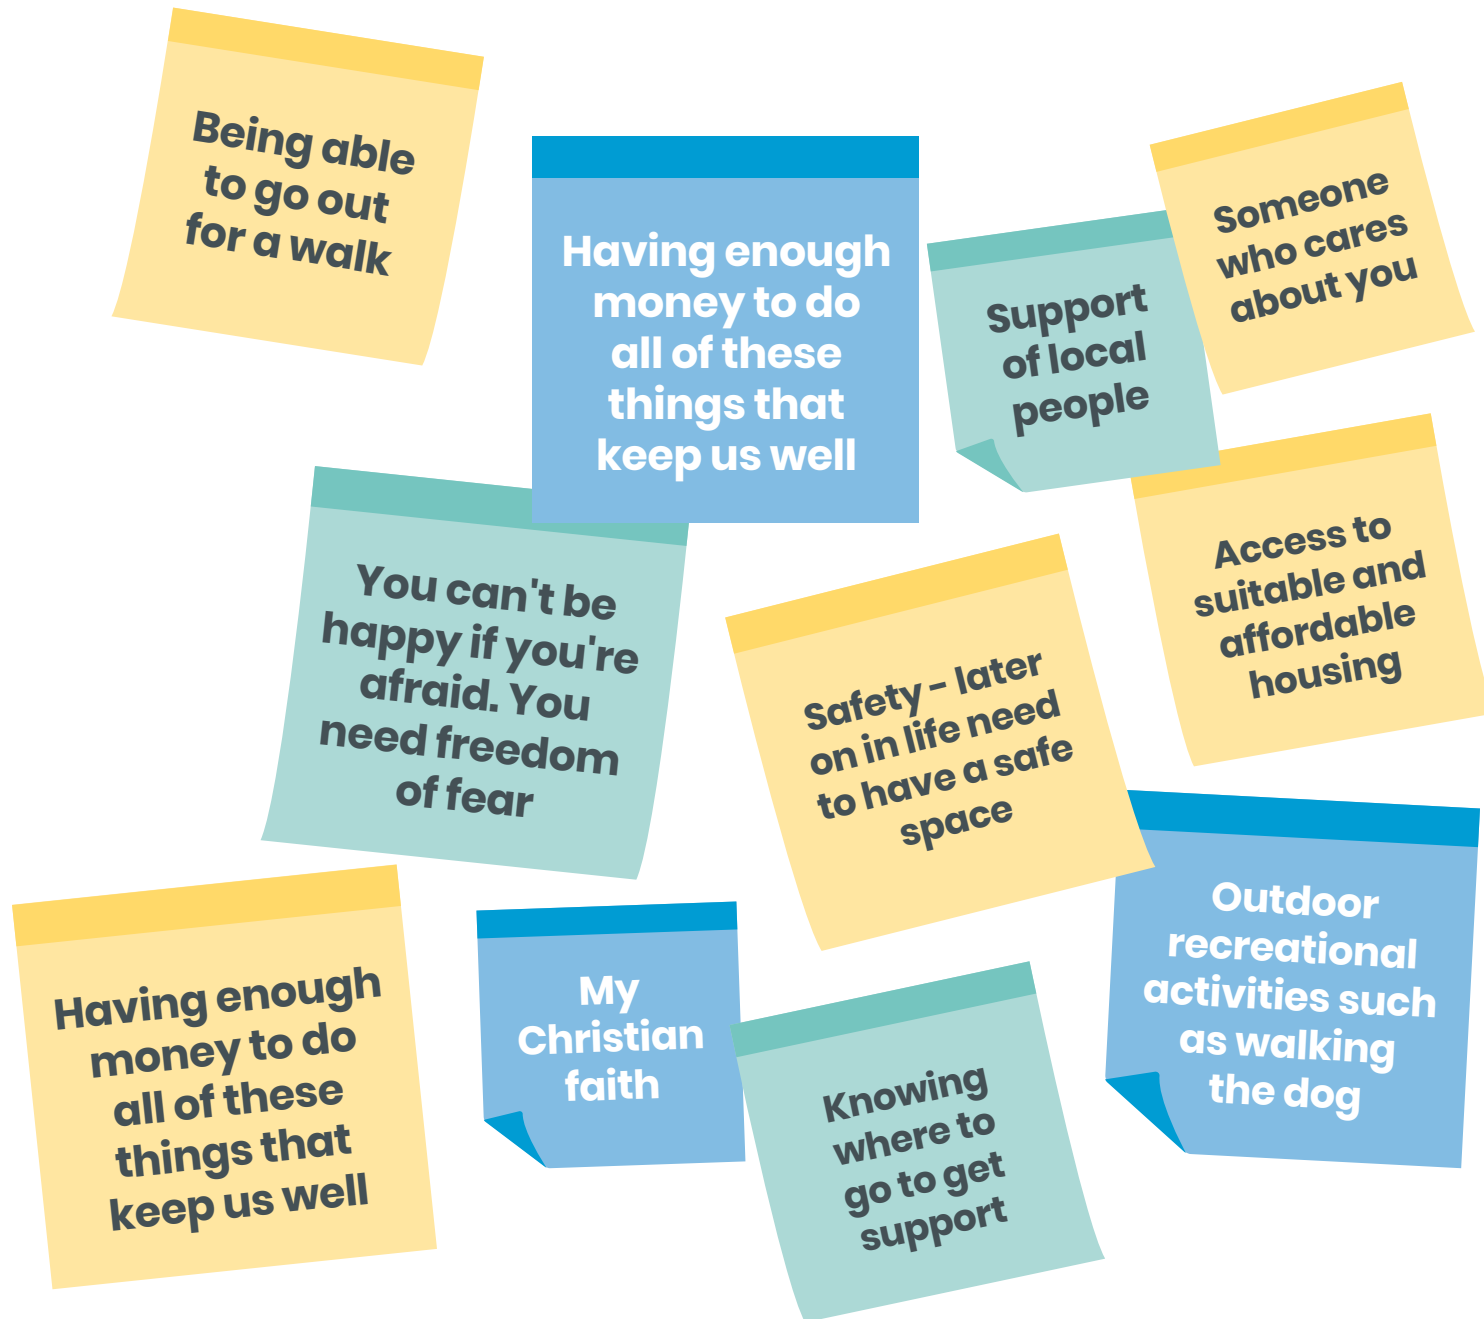 Being able
to go out
for a walk
Having enough
money to do
all of these
things that
keep us well
Support
of local
people
Someone
who cares
about you
You can't be
happy if you're
afraid. You
need freedom
of fear
Safety - later
on in life need
to have a safe
space
Access to
suitable and
affordable
housing
Having enough
money to do
all of these
things that
keep us well
My
Christian
faith
Knowing
where to
go to get
support
Outdoor
recreational
activities such
as walking
the dog